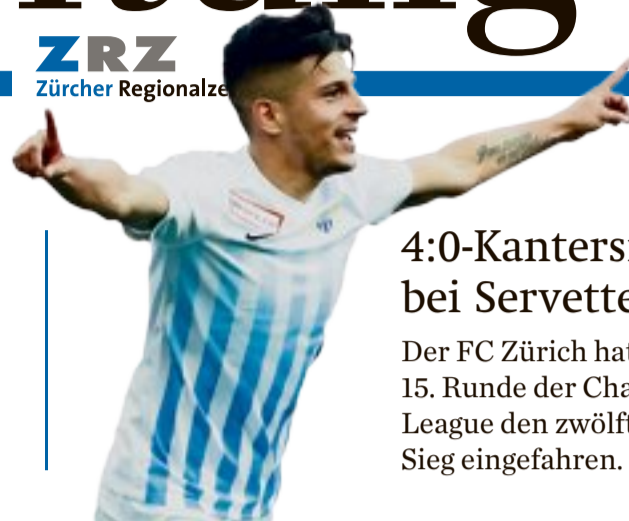 ZRZ
Zürcher Regionalze
4:0-Kanters
bei Servette
Der FC Zürich hat
15. Runde der Cha
League den zwölft
Sieg eingefahren.